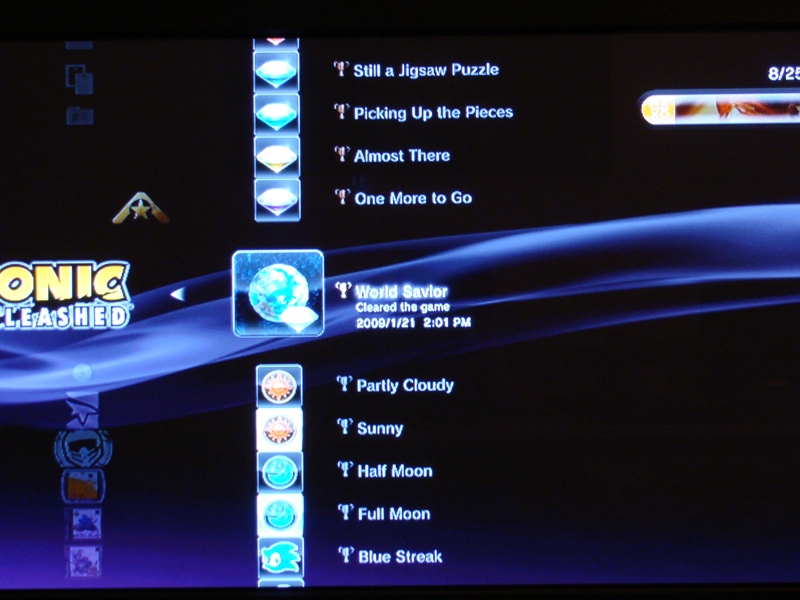 Still a Jigsaw Puzzle
8/25
Picking Up the Pieces
Almost There
One More to Go
ONIC
LEASHED
World Savior
Cleared the game
2009/1/21 2:01 PM
Partly Cloudy
Sunny
Half Moon
Full Moon
Blue Streak